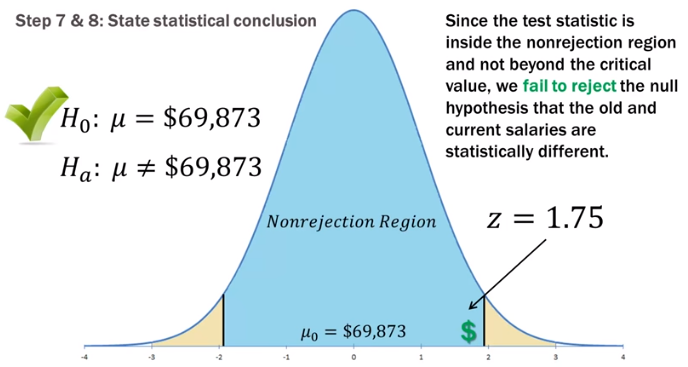 Step 7 & 8: State statistical conclusion
Since the test statistic is
inside the nonrejection region
and not beyond the critical
value, we fail to reject the null
hypothesis that the old and
current salaries are
statistically different.
H₀: μ = $69,873
Hₐ: μ ≠ $69,873
Nonrejection Region
z = 1.75
μ₀ = $69,873
$
-4 -3 -2 -1 0 1 2 3 4